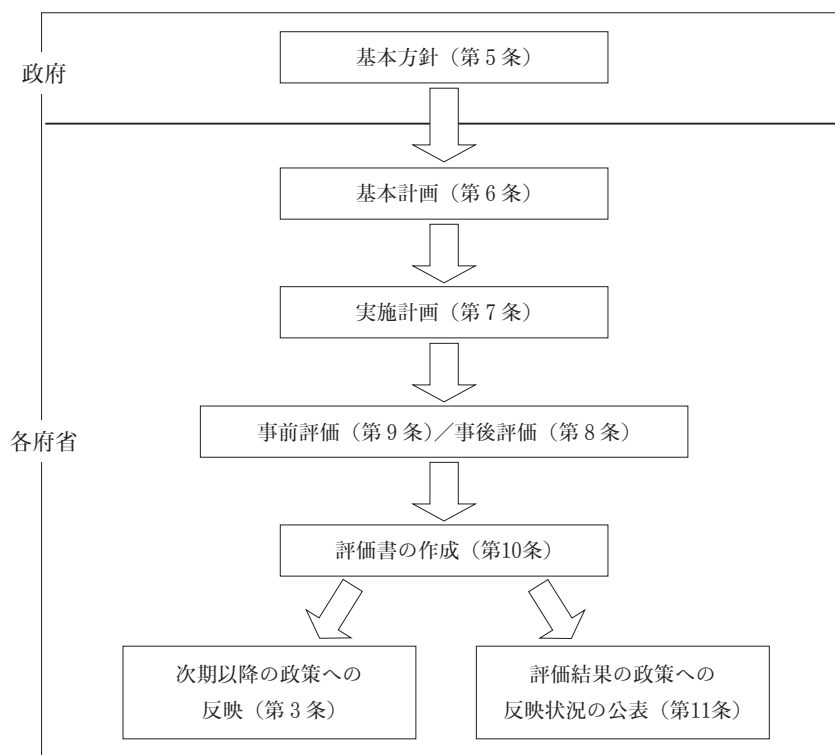 政府
基本方針（第５条）
基本計画（第６条）
実施計画（第７条）
各府省
事前評価（第９条）／事後評価（第８条）
評価書の作成（第10条）
次期以降の政策への
反映（第３条）
評価結果の政策への
反映状況の公表（第11条）